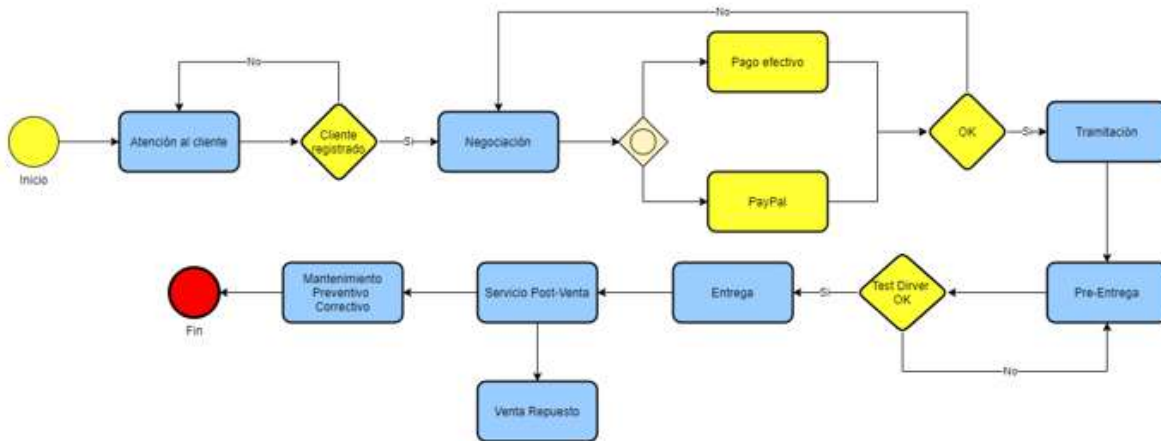 No
Pago efectivo
No
Inicio
Atención al cliente
Cliente
registrado
Si
Negociación
OK
Si
Tramitación
PayPal
Fin
Mantenimiento
Preventivo
Correctivo
Servicio Post-Venta
Entrega
Si
Test Dirver
OK
Pre-Entrega
No
Venta Repuesto